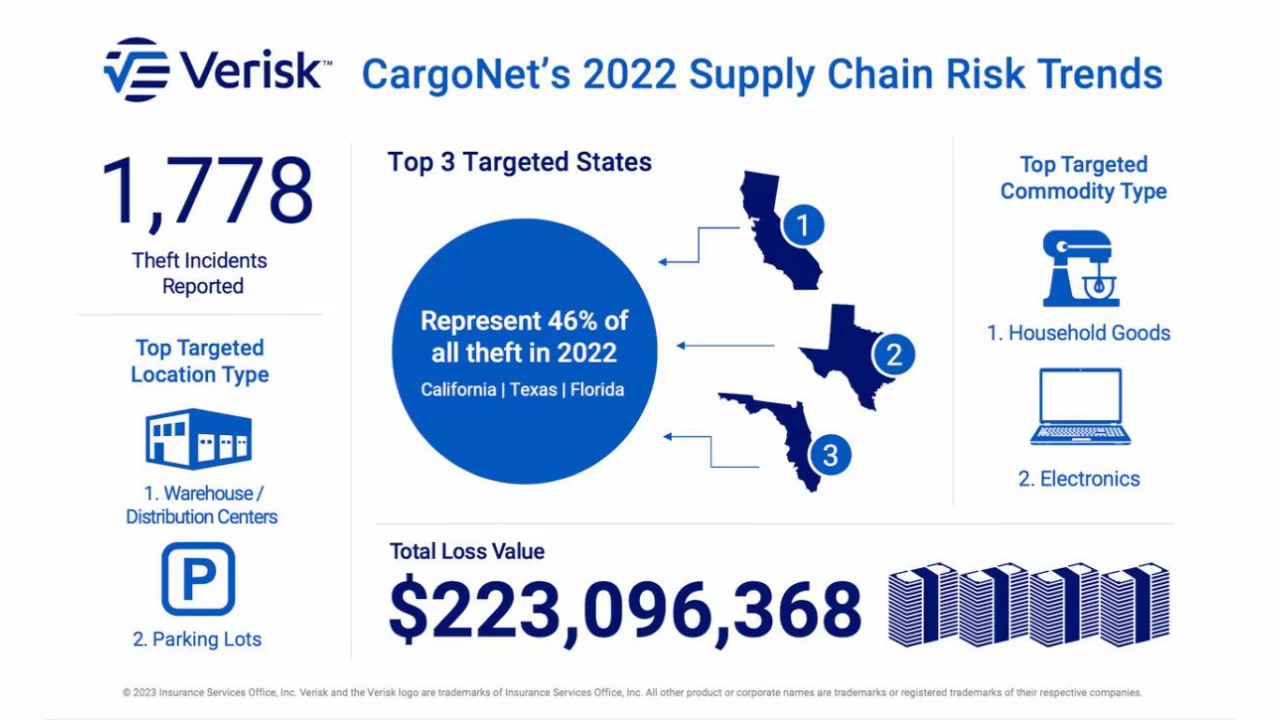 Verisk™
CargoNet's 2022 Supply Chain Risk Trends
1,778
Theft Incidents
Reported
Top Targeted
Location Type
1. Warehouse /
Distribution Centers
P
2. Parking Lots
Top 3 Targeted States
Represent 46% of
all theft in 2022
California | Texas | Florida
1
2
3
Top Targeted
Commodity Type
1. Household Goods
2. Electronics
Total Loss Value
$223,096,368
© 2023 Insurance Services Office, Inc. Verisk and the Verisk logo are trademarks of Insurance Services Office, Inc. All other product or corporate names are trademarks or registered trademarks of their respective companies.